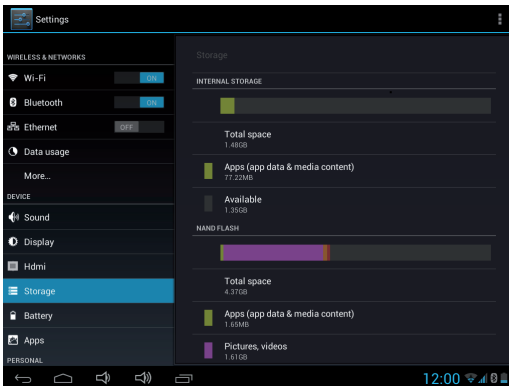 Settings
WIRELESS & NETWORKS
Wi-Fi
ON
Bluetooth
ON
Ethernet
OFF
Data usage
More...
DEVICE
Sound
Display
Hdmi
Storage
Battery
Apps
PERSONAL
Storage
INTERNAL STORAGE
Total space
1.48GB
Apps (app data & media content)
77.22MB
Available
1.35GB
NAND FLASH
Total space
4.37GB
Apps (app data & media content)
1.65MB
Pictures, videos
1.61GB
12:00